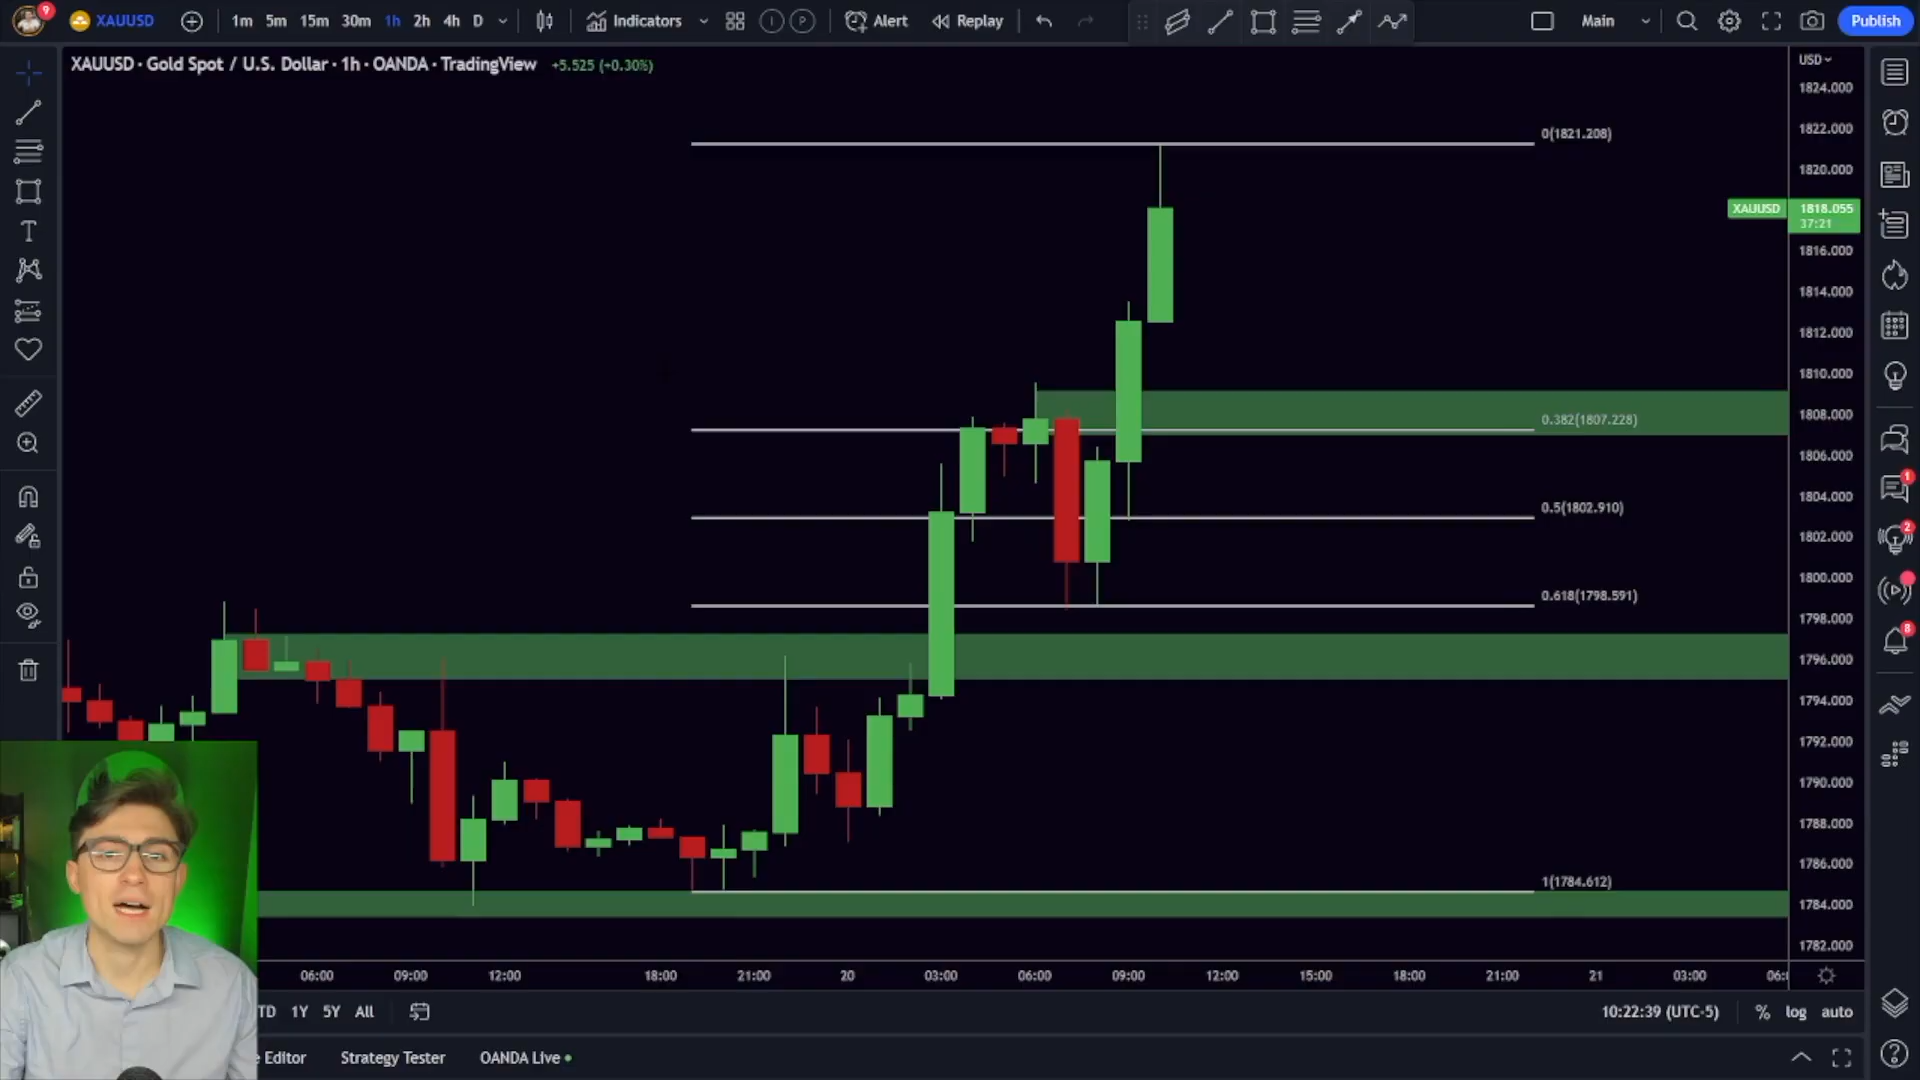 9
XAUUSD
1m 5m 15m 30m 1h 2h 4h D
Indicators
I P
Alert
Replay
Main
Publish
XAUUSD · Gold Spot / U.S. Dollar · 1h · OANDA · TradingView +5.525 (+0.30%)
USD
1824.000
0(1821.208)
1822.000
1820.000
XAUUSD 1818.055
37:21
1816.000
1814.000
1812.000
1810.000
0.382(1807.228)
1808.000
1806.000
0.5(1802.910)
1804.000
1802.000
1800.000
0.618(1798.591)
1798.000
1796.000
1794.000
1792.000
1790.000
1788.000
1786.000
1(1784.612)
1784.000
1782.000
1
2
8
06:00 09:00 12:00 18:00 21:00 20 03:00 06:00 09:00 12:00 15:00 18:00 21:00 21 03:00 06:
TD 1Y 5Y All
10:22:39 (UTC-5) % log auto
e Editor Strategy Tester OANDA Live